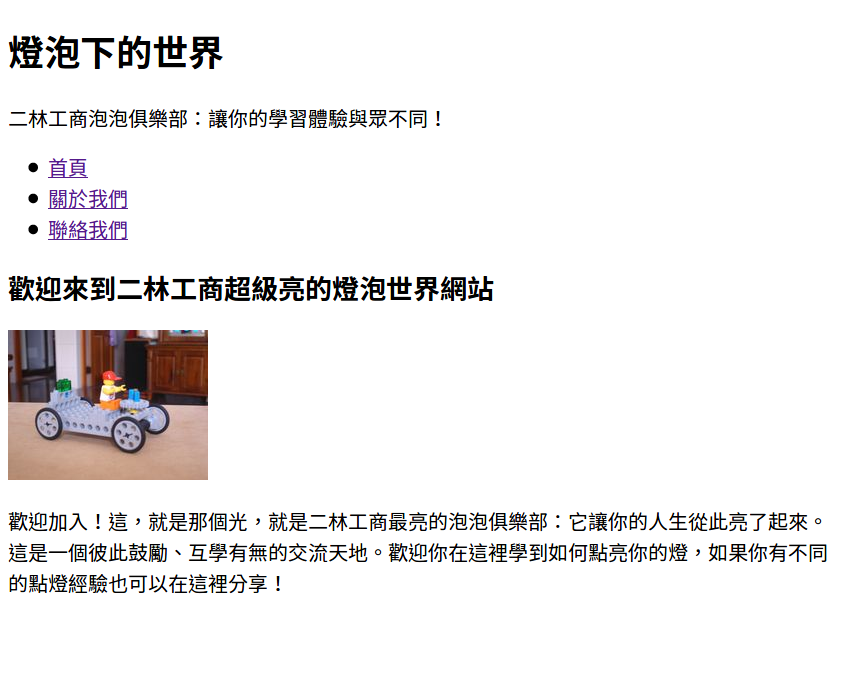 燈泡下的世界
二林工商泡泡俱樂部：讓你的學習體驗與眾不同！
首頁
關於我們
聯絡我們
歡迎來到二林工商超級亮的燈泡世界網站
歡迎加入！這，就是那個光，就是二林工商最亮的泡泡俱樂部：它讓你的人生從此亮了起來。
這是一個彼此鼓勵、互學有無的交流天地。歡迎你在這裡學到如何點亮你的燈，如果你有不同
的點燈經驗也可以在這裡分享！